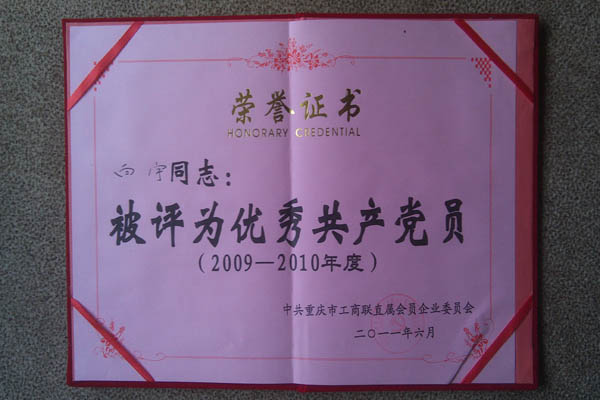 荣誉证书
HONORARY CREDENTIAL
向宇同志：
被评为优秀共产党员
（2009—2010年度）
中共重庆市工商联直属会员企业委员会
二〇一一年六月